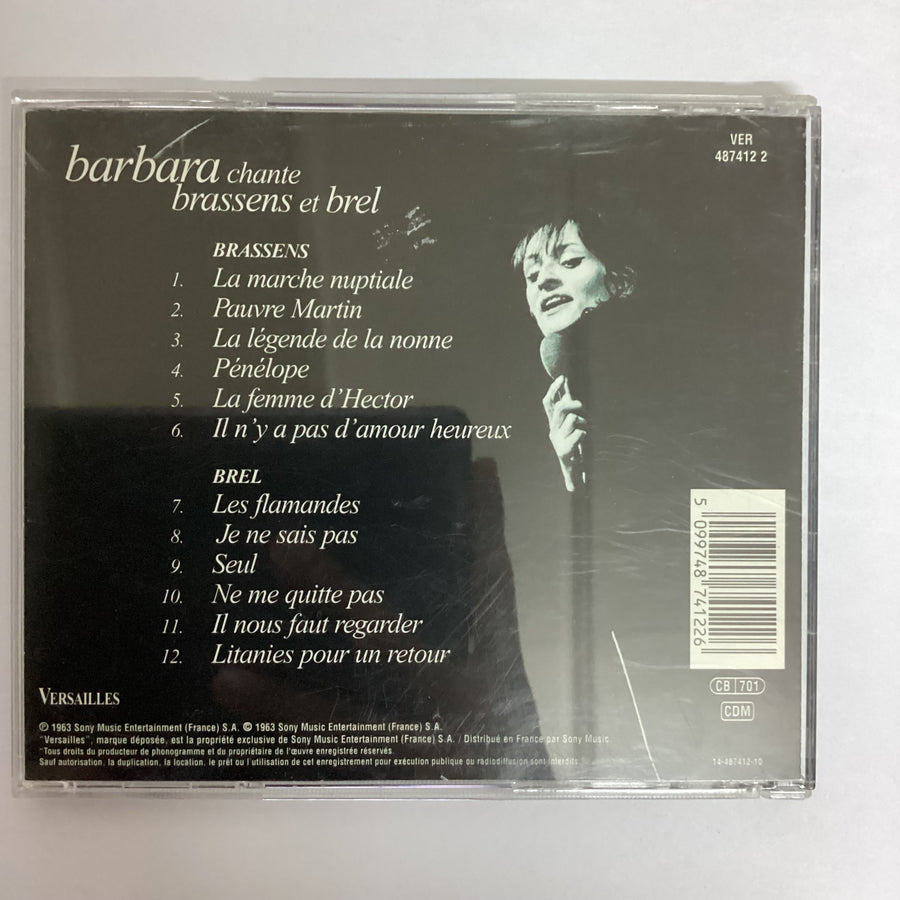 VER
487412 2
barbara chante
brassens et brel
BRASSENS
1. La marche nuptiale
2. Pauvre Martin
3. La légende de la nonne
4. Pénélope
5. La femme d'Hector
6. Il n'y a pas d'amour heureux
BREL
7. Les flamandes
8. Je ne sais pas
9. Seul
10. Ne me quitte pas
11. Il nous faut regarder
12. Litanies pour un retour
5 099748 741226
CB 701
CDM
VERSAILLES
℗ 1963 Sony Music Entertainment (France) S.A. © 1963 Sony Music Entertainment (France) S.A.
"Versailles", marque déposée, est la propriété exclusive de Sony Music Entertainment (France) S.A. / Distribué en France par Sony Music
"Tous droits du producteur de phonogramme et du propriétaire de l'œuvre enregistrée réservés.
Sauf autorisation, la duplication, la location, le prêt ou l'utilisation de cet enregistrement pour exécution publique ou radiodiffusion sont interdits.
14-487412-10